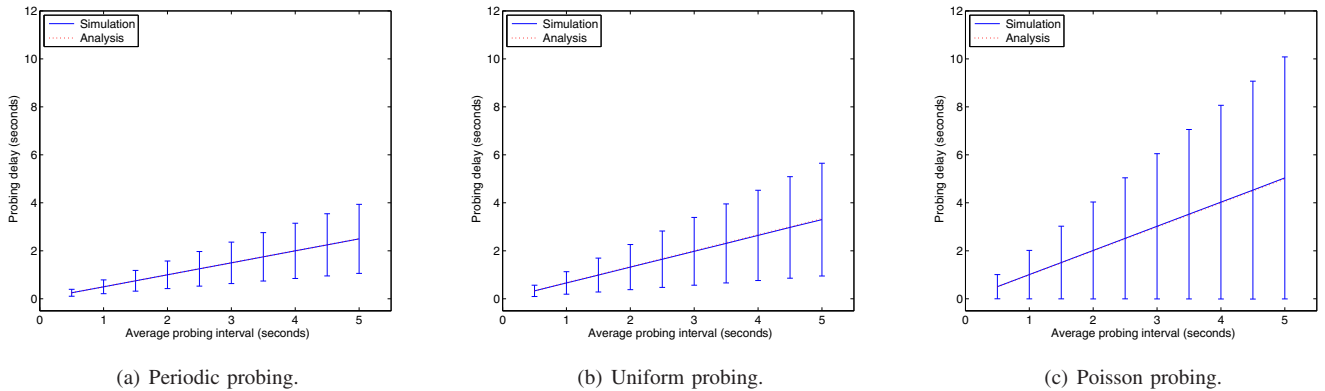 12
10
8
6
4
2
0
Probing delay (seconds)
Simulation
Analysis
0 1 2 3 4 5
Average probing interval (seconds)
(a) Periodic probing.
12
10
8
6
4
2
0
Probing delay (seconds)
Simulation
Analysis
0 1 2 3 4 5
Average probing interval (seconds)
(b) Uniform probing.
12
10
8
6
4
2
0
Probing delay (seconds)
Simulation
Analysis
0 1 2 3 4 5
Average probing interval (seconds)
(c) Poisson probing.